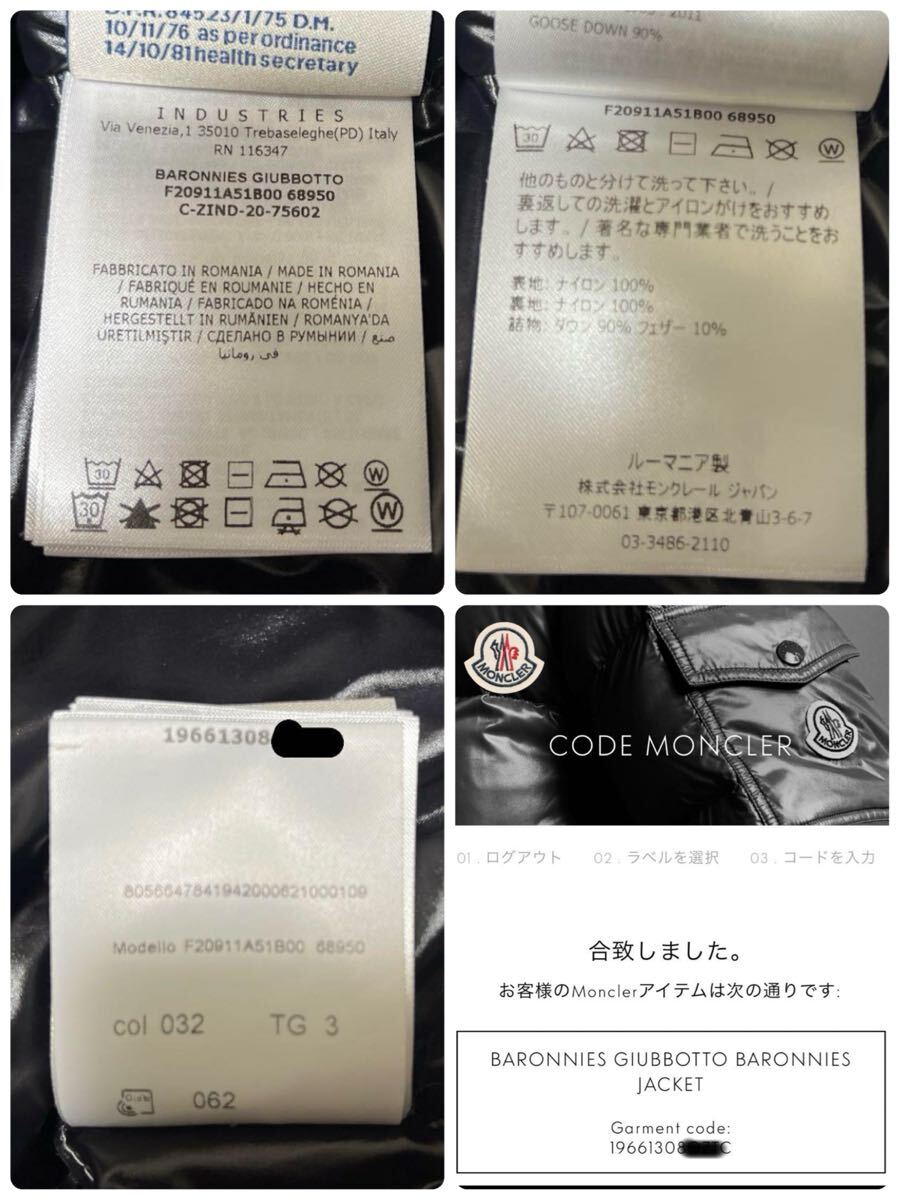 D.P.R. 84523/1/75 D.M.
10/11/76 as per ordinance
14/10/81 health secretary
INDUSTRIES
Via Venezia,1 35010 Trebaseleghe(PD) Italy
RN 116347
BARONNIES GIUBBOTTO
F20911A51B00 68950
C-ZIND-20-75602
FABBRICATO IN ROMANIA / MADE IN ROMANIA
/ FABRIQUÉ EN ROUMANIE / HECHO EN
RUMANIA / FABRICADO NA ROMÉNIA /
HERGESTELLT IN RUMÄNIEN / ROMANYA'DA
URETILMIŞTIR / СДЕЛАНО В РУМЫНИИ / صنع
في رومانيا
30 W
30 W
2011
GOOSE DOWN 90%
F20911A51B00 68950
30 W
他のものと分けて洗って下さい。/
裏返しての洗濯とアイロンがけをおすすめ
します。/ 著名な専門業者で洗うことをお
すすめします。
表地: ナイロン 100%
裏地: ナイロン 100%
詰物: ダウン 90% フェザー 10%
ルーマニア製
株式会社モンクレール ジャパン
〒107-0061 東京都港区北青山3-6-7
03-3486-2110
19661308
8056647841942000621000109
Modello F20911A51B00 68950
col 032 TG 3
062
MONCLER
CODE MONCLER
MONCLER
01. ログアウト 02. ラベルを選択 03. コードを入力
合致しました。
お客様のMonclerアイテムは次の通りです:
BARONNIES GIUBBOTTO BARONNIES
JACKET
Garment code:
19661308